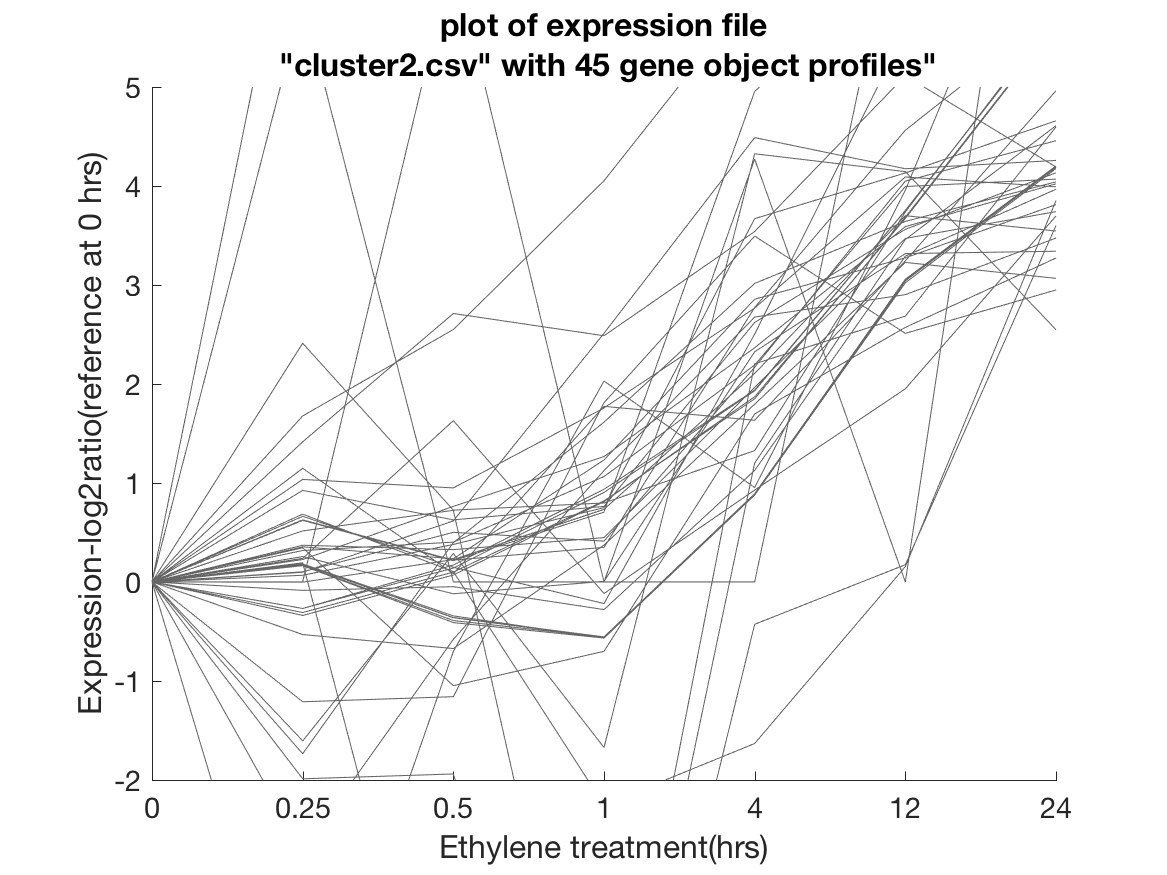 plot of expression file
"cluster2.csv" with 45 gene object profiles"
Expression-log2ratio(reference at 0 hrs)
5
4
3
2
1
0
-1
-2
0 0.25 0.5 1 4 12 24
Ethylene treatment(hrs)